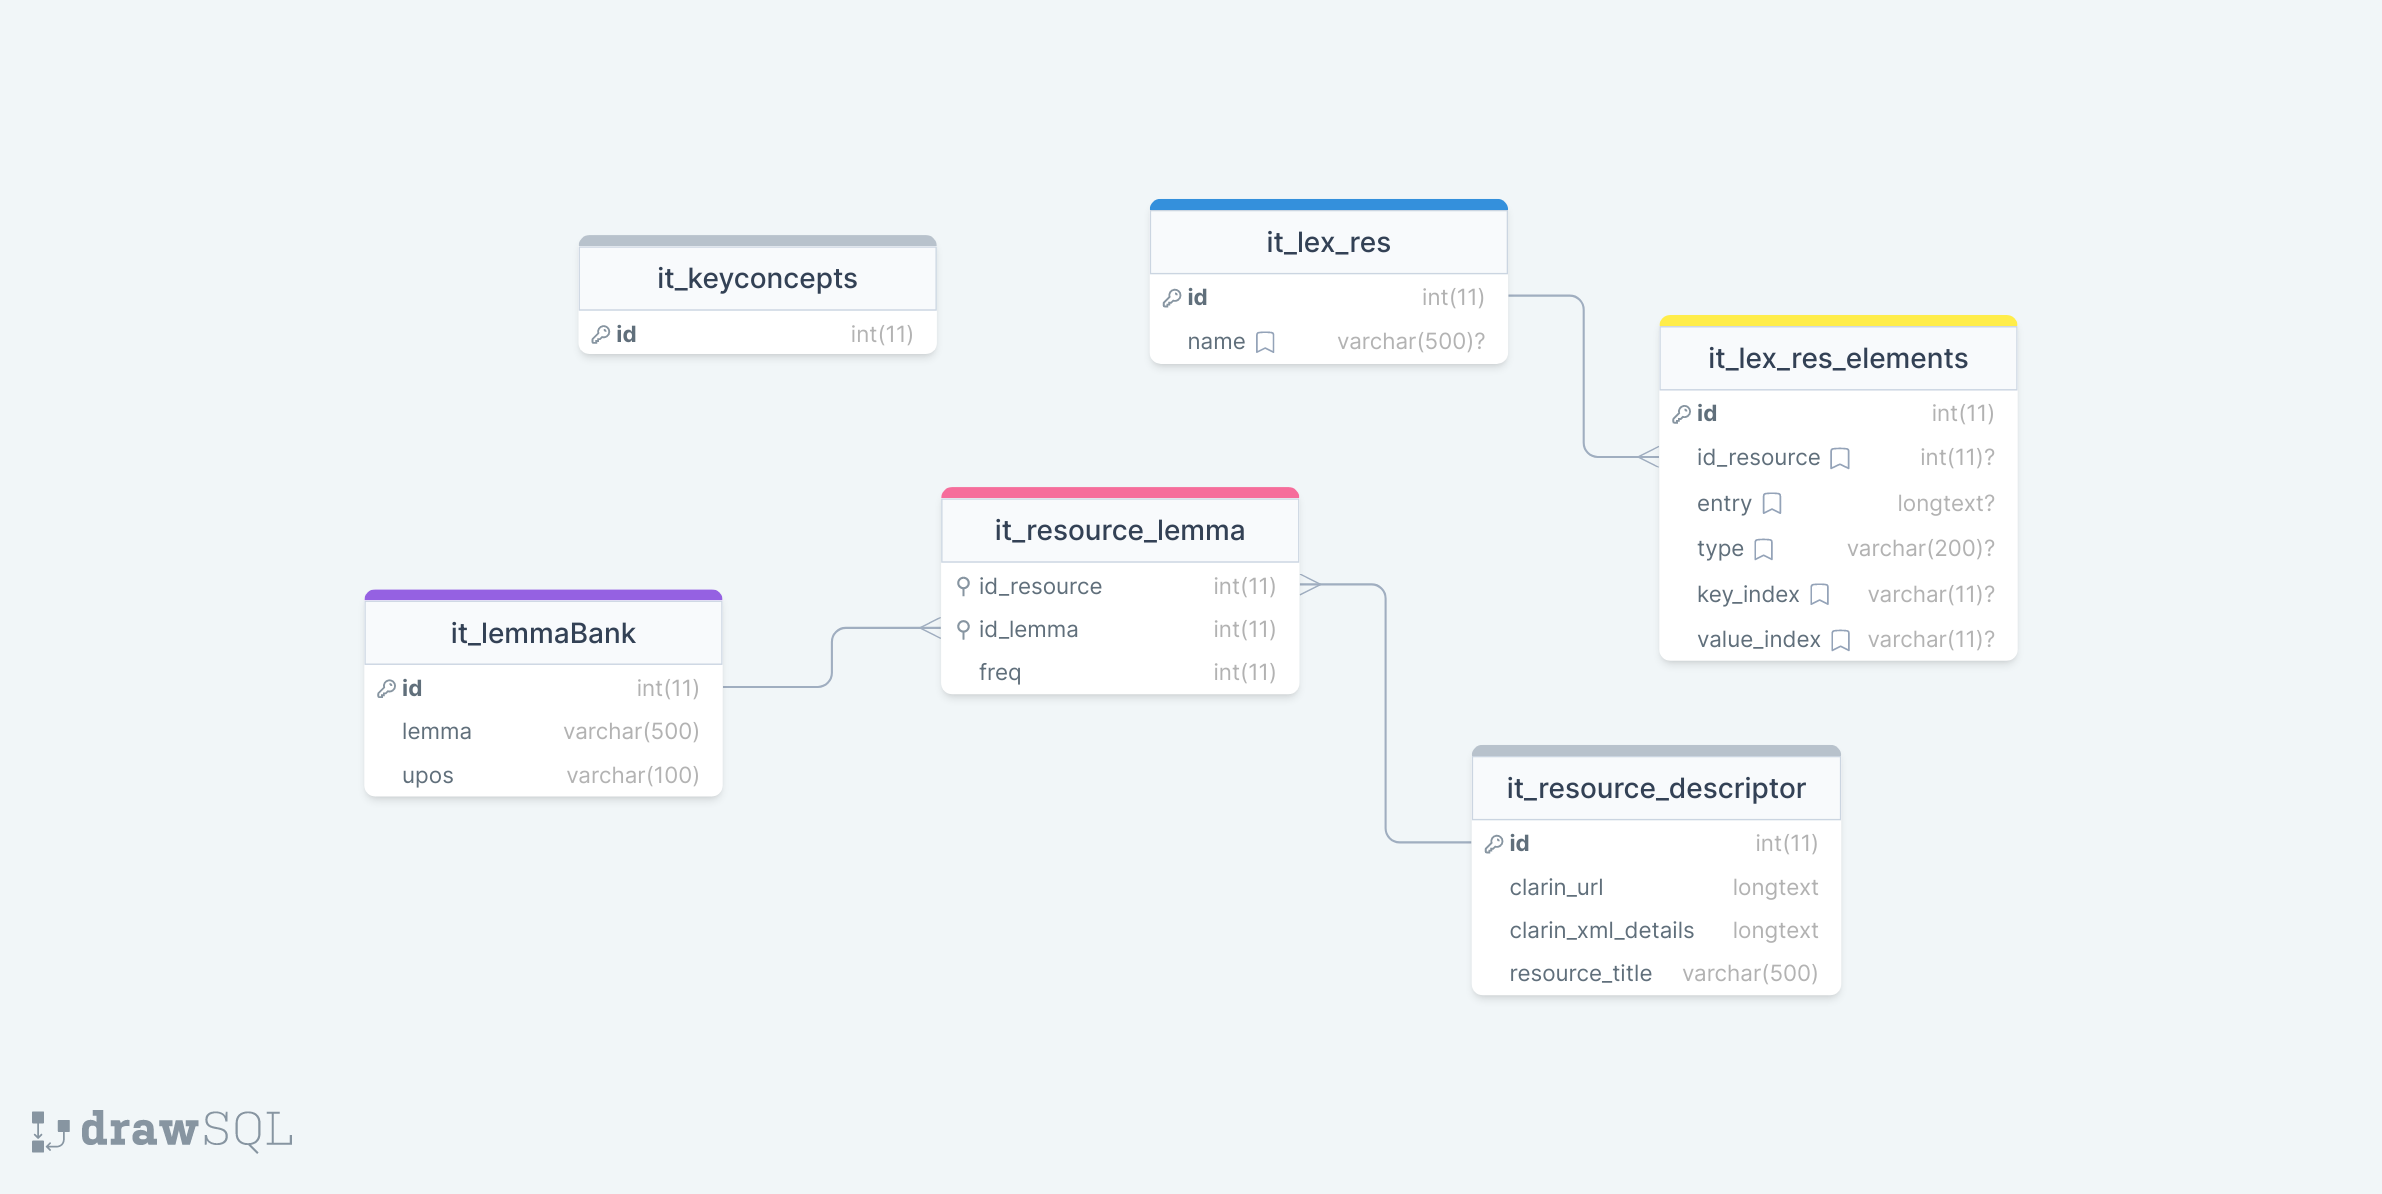 it_keyconcepts
id int(11)
it_lex_res
id int(11)
name varchar(500)?
it_lex_res_elements
id int(11)
id_resource int(11)?
entry longtext?
type varchar(200)?
key_index varchar(11)?
value_index varchar(11)?
it_resource_lemma
id_resource int(11)
id_lemma int(11)
freq int(11)
it_lemmaBank
id int(11)
lemma varchar(500)
upos varchar(100)
it_resource_descriptor
id int(11)
clarin_url longtext
clarin_xml_details longtext
resource_title varchar(500)
drawSQL